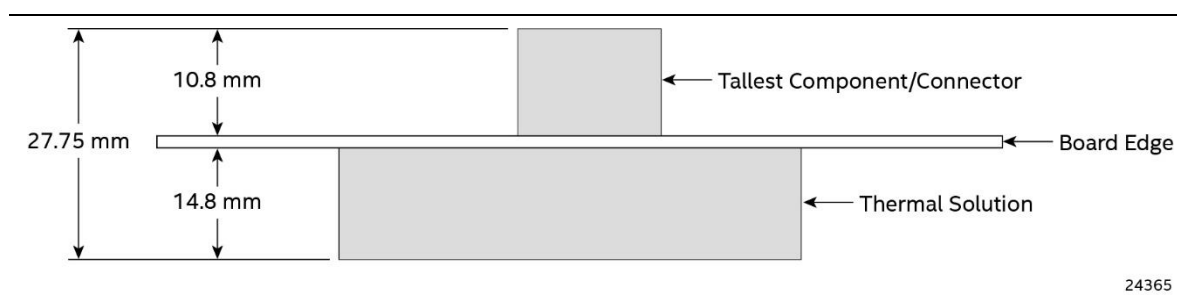 10.8 mm
Tallest Component/Connector
27.75 mm
Board Edge
14.8 mm
Thermal Solution
24365